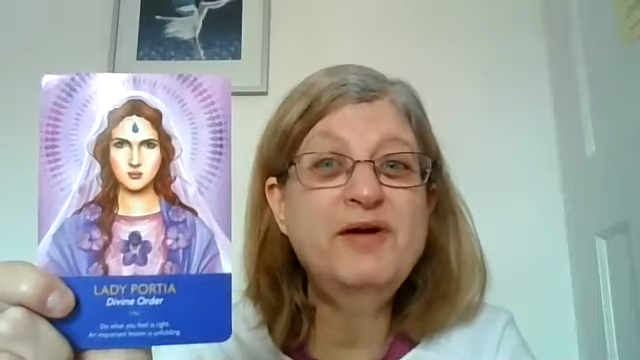 LADY PORTIA
Divine Order
Do what you feel is right.
An important lesson is unfolding